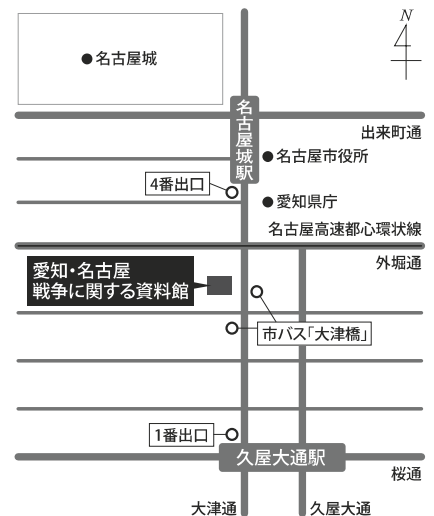 N
●名古屋城
名古屋城駅
出来町通
●名古屋市役所
4番出口
●愛知県庁
名古屋高速都心環状線
外堀通
愛知・名古屋
戦争に関する資料館
市バス「大津橋」
1番出口
久屋大通駅
桜通
大津通
久屋大通